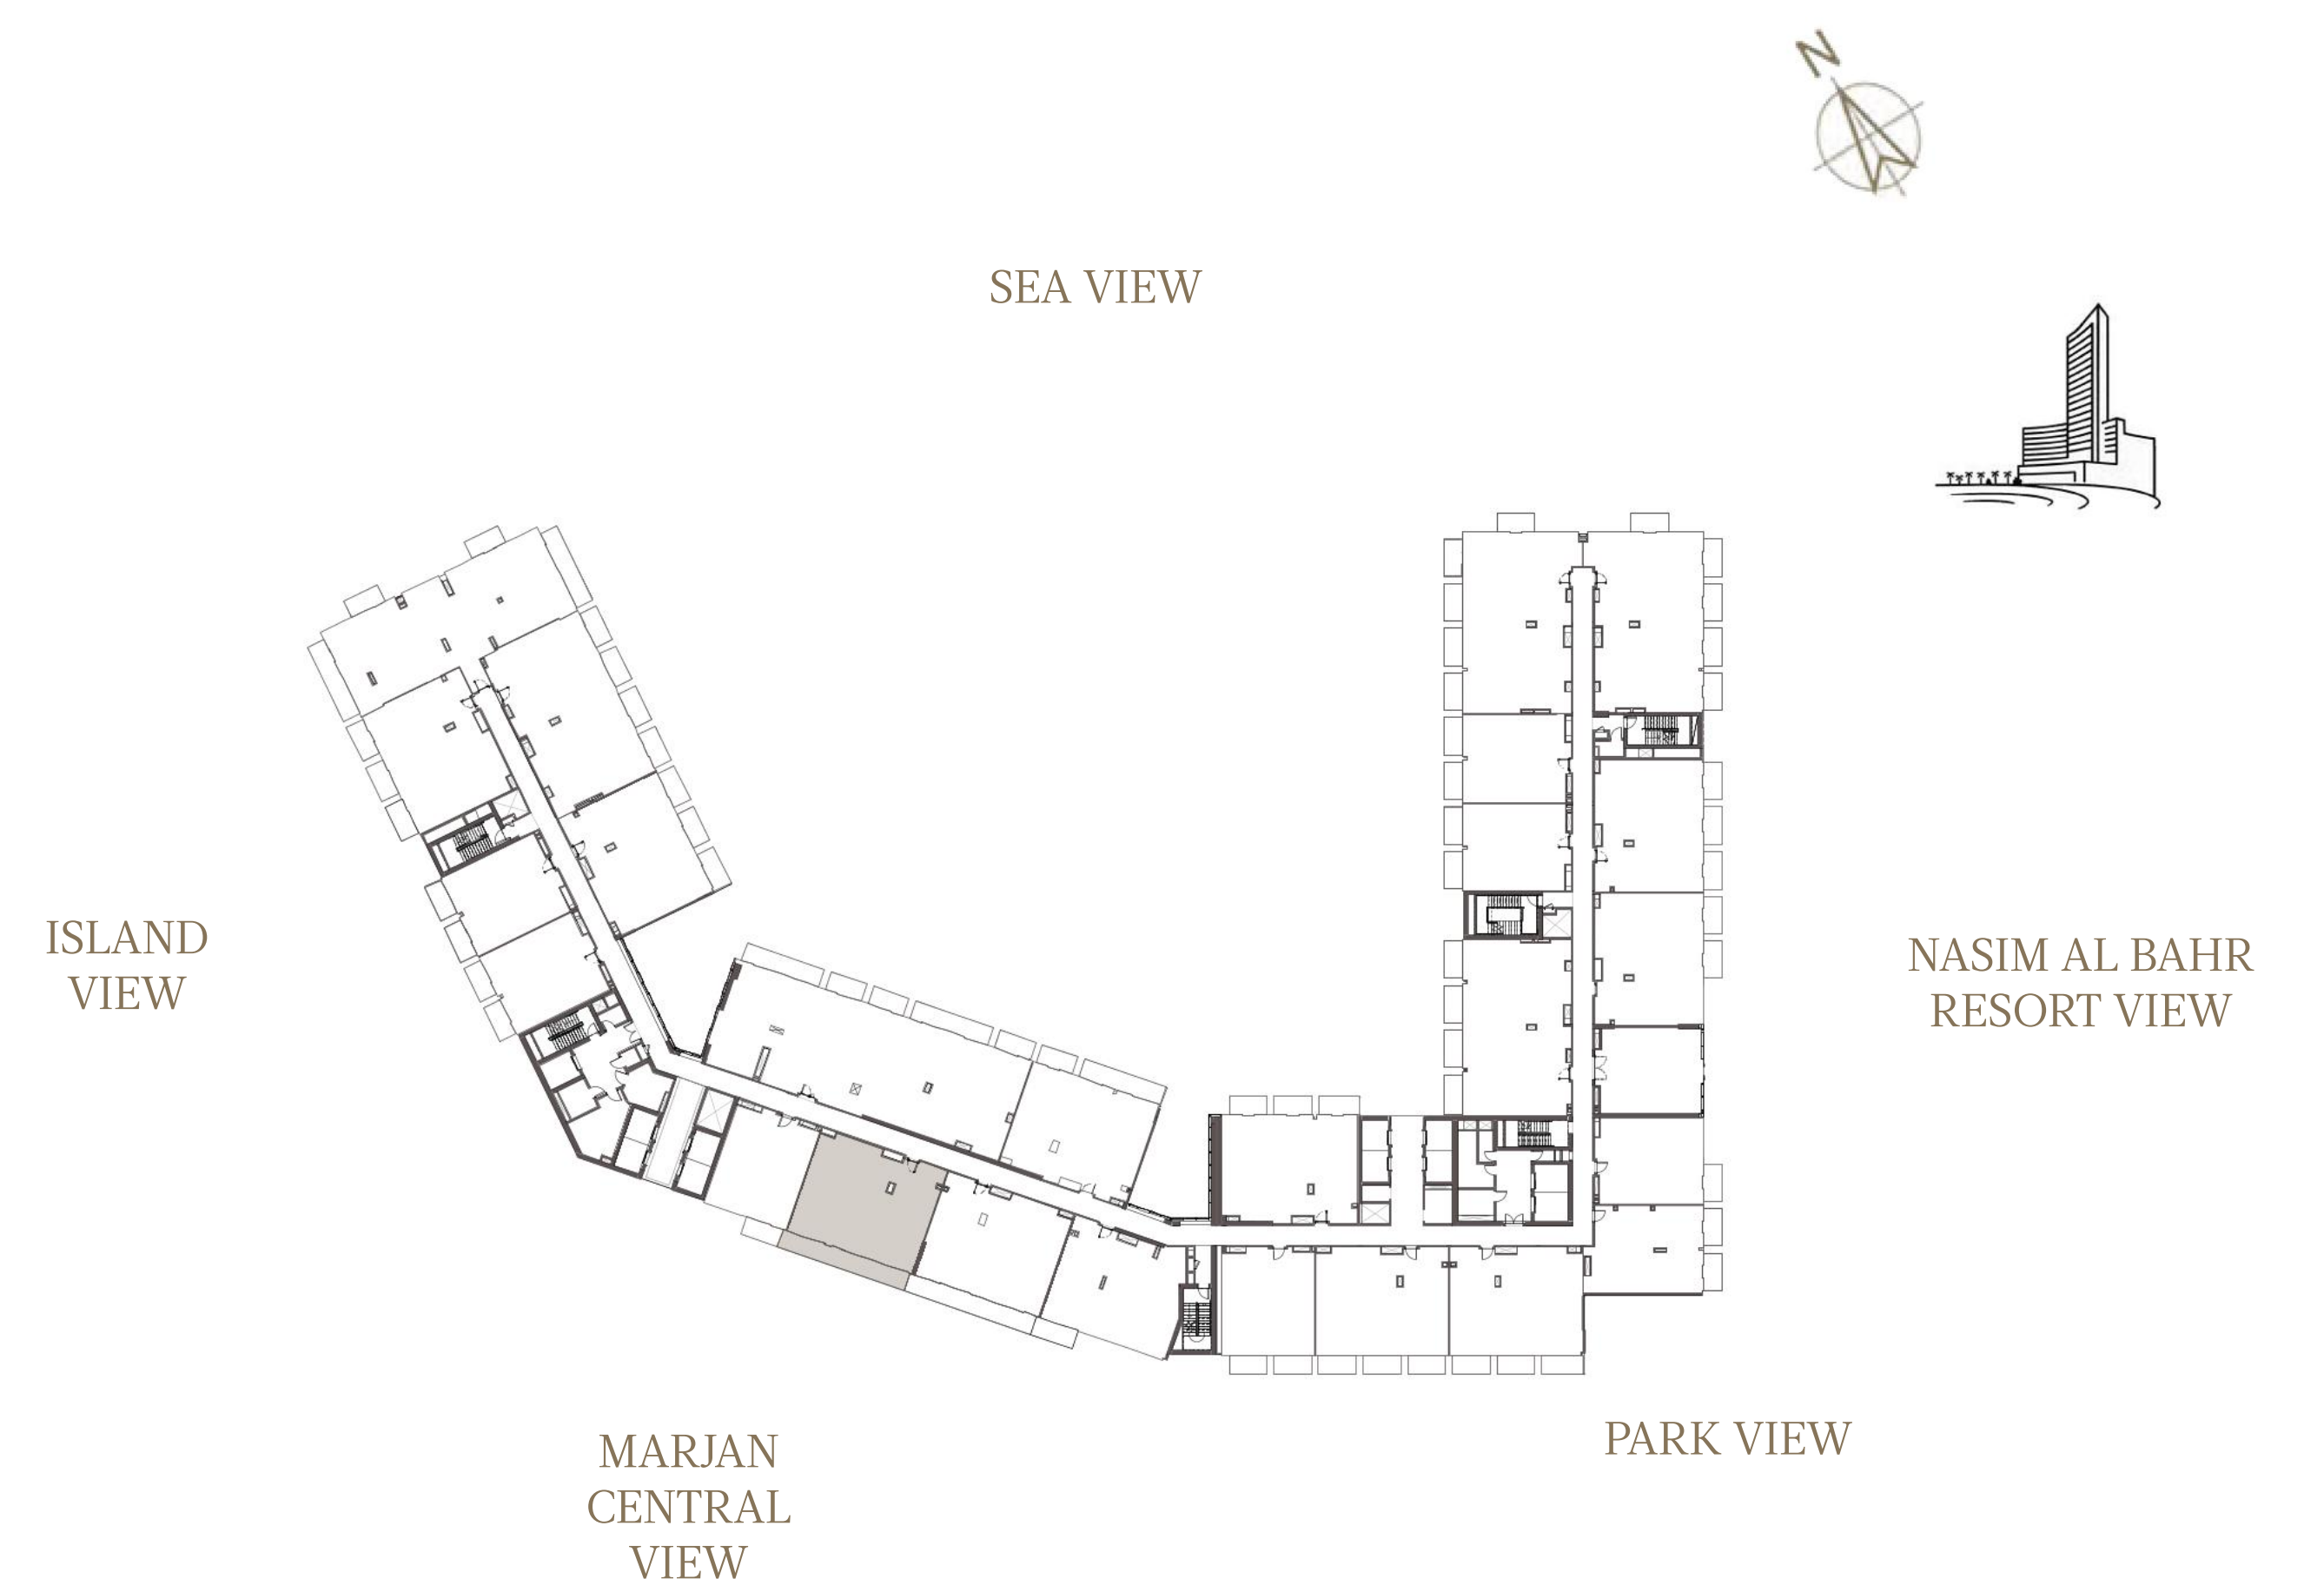 N
SEA VIEW
ISLAND
VIEW
NASIM AL BAHR
RESORT VIEW
PARK VIEW
MARJAN
CENTRAL
VIEW